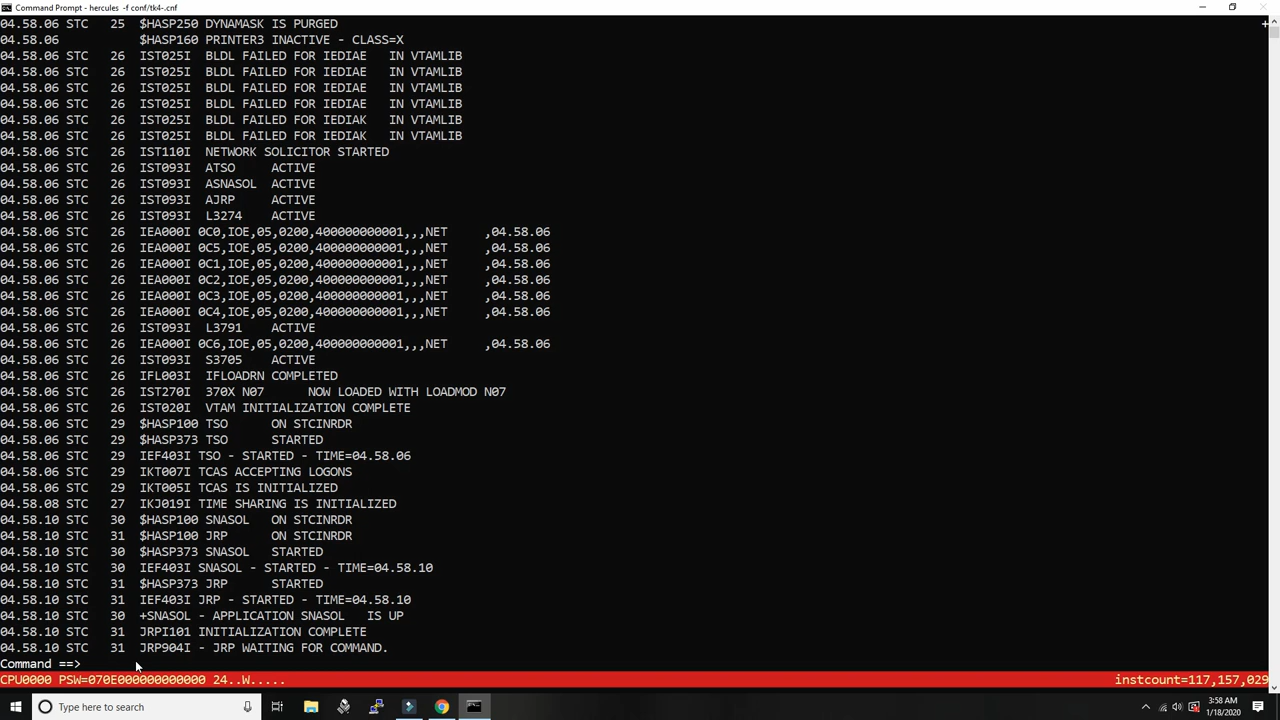 Command Prompt - hercules -f conf/tk4-.cnf
04.58.06 STC 25 $HASP250 DYNAMASK IS PURGED
04.58.06 $HASP160 PRINTER3 INACTIVE - CLASS=X
04.58.06 STC 26 IST025I BLDL FAILED FOR IEDIAE IN VTAMLIB
04.58.06 STC 26 IST025I BLDL FAILED FOR IEDIAE IN VTAMLIB
04.58.06 STC 26 IST025I BLDL FAILED FOR IEDIAE IN VTAMLIB
04.58.06 STC 26 IST025I BLDL FAILED FOR IEDIAE IN VTAMLIB
04.58.06 STC 26 IST025I BLDL FAILED FOR IEDIAK IN VTAMLIB
04.58.06 STC 26 IST025I BLDL FAILED FOR IEDIAK IN VTAMLIB
04.58.06 STC 26 IST110I NETWORK SOLICITOR STARTED
04.58.06 STC 26 IST093I ATSO ACTIVE
04.58.06 STC 26 IST093I ASNASOL ACTIVE
04.58.06 STC 26 IST093I AJRP ACTIVE
04.58.06 STC 26 IST093I L3274 ACTIVE
04.58.06 STC 26 IEA000I 0C0,IOE,05,0200,400000000001,,,NET ,04.58.06
04.58.06 STC 26 IEA000I 0C5,IOE,05,0200,400000000001,,,NET ,04.58.06
04.58.06 STC 26 IEA000I 0C1,IOE,05,0200,400000000001,,,NET ,04.58.06
04.58.06 STC 26 IEA000I 0C2,IOE,05,0200,400000000001,,,NET ,04.58.06
04.58.06 STC 26 IEA000I 0C3,IOE,05,0200,400000000001,,,NET ,04.58.06
04.58.06 STC 26 IEA000I 0C4,IOE,05,0200,400000000001,,,NET ,04.58.06
04.58.06 STC 26 IST093I L3791 ACTIVE
04.58.06 STC 26 IEA000I 0C6,IOE,05,0200,400000000001,,,NET ,04.58.06
04.58.06 STC 26 IST093I S3705 ACTIVE
04.58.06 STC 26 IFL003I IFLOADRN COMPLETED
04.58.06 STC 26 IST270I 370X N07 NOW LOADED WITH LOADMOD N07
04.58.06 STC 26 IST020I VTAM INITIALIZATION COMPLETE
04.58.06 STC 29 $HASP100 TSO ON STCINRDR
04.58.06 STC 29 $HASP373 TSO STARTED
04.58.06 STC 29 IEF403I TSO - STARTED - TIME=04.58.06
04.58.06 STC 29 IKT007I TCAS ACCEPTING LOGONS
04.58.06 STC 29 IKT005I TCAS IS INITIALIZED
04.58.08 STC 27 IKJ019I TIME SHARING IS INITIALIZED
04.58.10 STC 30 $HASP100 SNASOL ON STCINRDR
04.58.10 STC 31 $HASP100 JRP ON STCINRDR
04.58.10 STC 30 $HASP373 SNASOL STARTED
04.58.10 STC 30 IEF403I SNASOL - STARTED - TIME=04.58.10
04.58.10 STC 31 $HASP373 JRP STARTED
04.58.10 STC 31 IEF403I JRP - STARTED - TIME=04.58.10
04.58.10 STC 30 +SNASOL - APPLICATION SNASOL IS UP
04.58.10 STC 31 JRPI101 INITIALIZATION COMPLETE
04.58.10 STC 31 JRP904I - JRP WAITING FOR COMMAND.
Command ==>
CPU0000 PSW=070E000000000000 24..W..... instcount=117,157,029
Type here to search
3:58 AM
1/18/2020